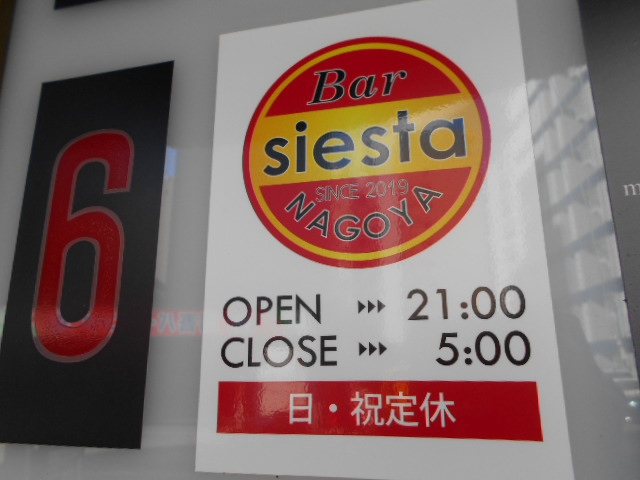 6
Bar
siesta
SINCE 2019
NAGOYA
OPEN ▸▸▸ 21:00
CLOSE ▸▸▸ 5:00
日・祝定休